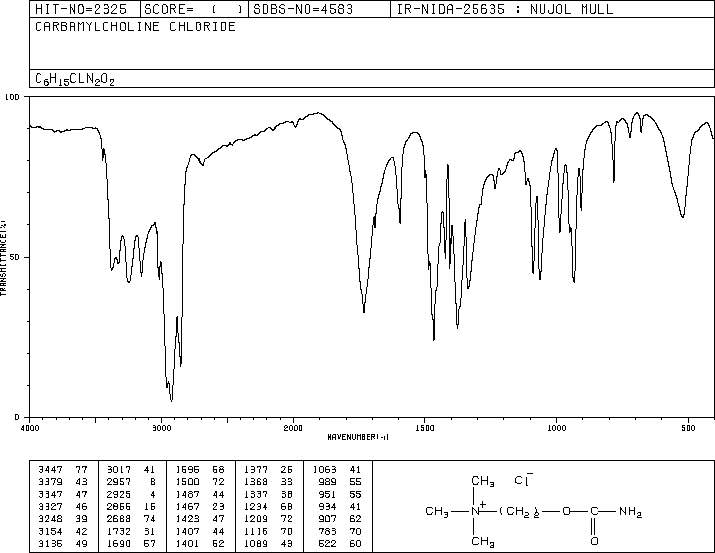 HIT-NO=2325 SCORE= ( ) SDBS-NO=4583 IR-NIDA-25635 : NUJOL MULL
CARBAMYLCHOLINE CHLORIDE
C6H15CLN2O2
100
50
0
TRANSMITTANCE(%)
4000 3000 2000 1500 1000 500
WAVENUMBER(-1)
3447 77 3017 41 1696 68 1377 26 1063 41
3379 43 2957 8 1500 72 1368 33 989 55
3347 47 2925 4 1487 44 1337 38 951 55
3327 46 2855 15 1467 23 1234 68 934 41
3248 39 2688 74 1423 47 1209 72 907 62
3154 42 1732 31 1407 44 1116 70 783 70
3135 49 1690 57 1401 52 1089 43 522 60
CH3 Cl−
CH3—N+—(CH2)2—O—C—NH2
CH3 O